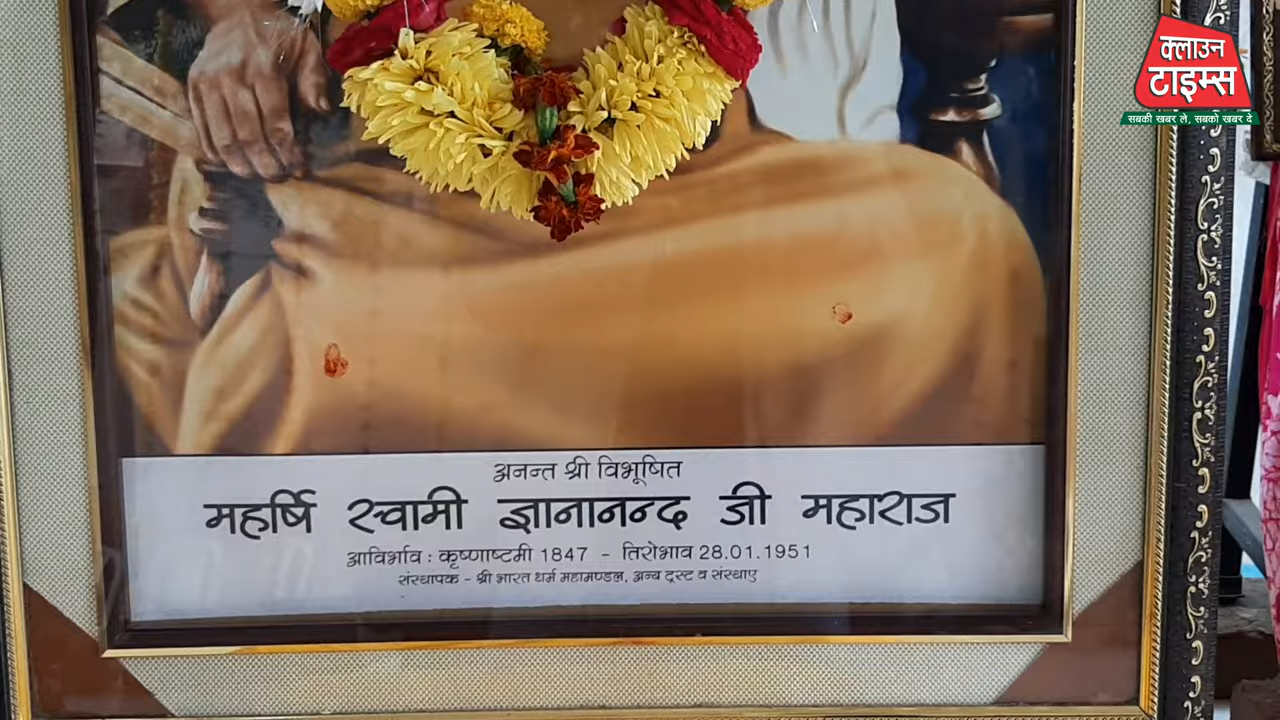 क्लाउन
टाइम्स
सबकी खबर ले, सबको खबर दे
अनन्त श्री विभूषित
महर्षि स्वामी ज्ञानानन्द जी महाराज
आविर्भाव : कृष्णाष्टमी 1847 - तिरोभाव 28.01.1951
संस्थापक - श्री भारत धर्म महामण्डल, अन्य ट्रस्ट व संस्थाए